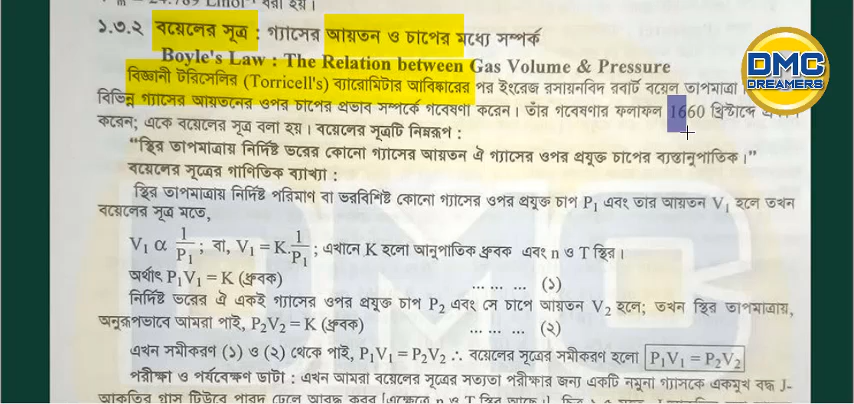 ১.৩.২ বয়েলের সূত্র : গ্যাসের আয়তন ও চাপের মধ্যে সম্পর্ক
Boyle's Law : The Relation between Gas Volume & Pressure
বিজ্ঞানী টরিসেলির (Torricell's) ব্যারোমিটার আবিষ্কারের পর ইংরেজ রসায়নবিদ রবার্ট বয়েল তাপমাত্রা
বিভিন্ন গ্যাসের আয়তনের ওপর চাপের প্রভাব সম্পর্কে গবেষণা করেন। তাঁর গবেষণার ফলাফল 1660 খ্রিষ্টাব্দে
করেন; একে বয়েলের সূত্র বলা হয়। বয়েলের সূত্রটি নিম্নরূপ :
"স্থির তাপমাত্রায় নির্দিষ্ট ভরের কোনো গ্যাসের আয়তন ঐ গ্যাসের ওপর প্রযুক্ত চাপের ব্যস্তানুপাতিক।"
বয়েলের সূত্রের গাণিতিক ব্যাখ্যা :
স্থির তাপমাত্রায় নির্দিষ্ট পরিমাণ বা ভরবিশিষ্ট কোনো গ্যাসের ওপর প্রযুক্ত চাপ P₁ এবং তার আয়তন V₁ হলে তখন
বয়েলের সূত্র মতে,
V₁ ∝ 1/P₁ ; বা, V₁ = K.1/P₁ ; এখানে K হলো আনুপাতিক ধ্রুবক এবং n ও T স্থির।
অর্থাৎ P₁V₁ = K (ধ্রুবক) ... ... ... (১)
নির্দিষ্ট ভরের ঐ একই গ্যাসের ওপর প্রযুক্ত চাপ P₂ এবং সে চাপে আয়তন V₂ হলে; তখন স্থির তাপমাত্রায়,
অনুরূপভাবে আমরা পাই, P₂V₂ = K (ধ্রুবক) ... ... ... (২)
এখন সমীকরণ (১) ও (২) থেকে পাই, P₁V₁ = P₂V₂ ∴ বয়েলের সূত্রের সমীকরণ হলো P₁V₁ = P₂V₂
পরীক্ষা ও পর্যবেক্ষণ ডাটা : এখন আমরা বয়েলের সূত্রের সত্যতা পরীক্ষার জন্য একটি নমুনা গ্যাসকে একমুখ বন্ধ J-
DMC
DREAMERS
DMC